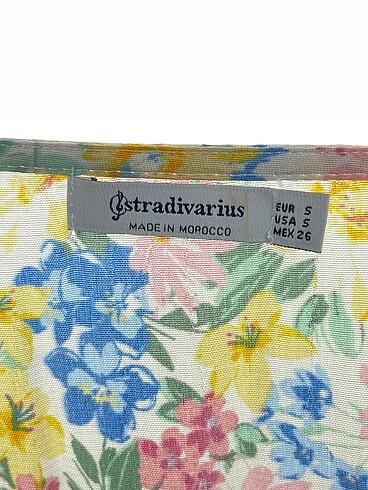 stradivarius
MADE IN MOROCCO
EUR S
USA S
MEX 26